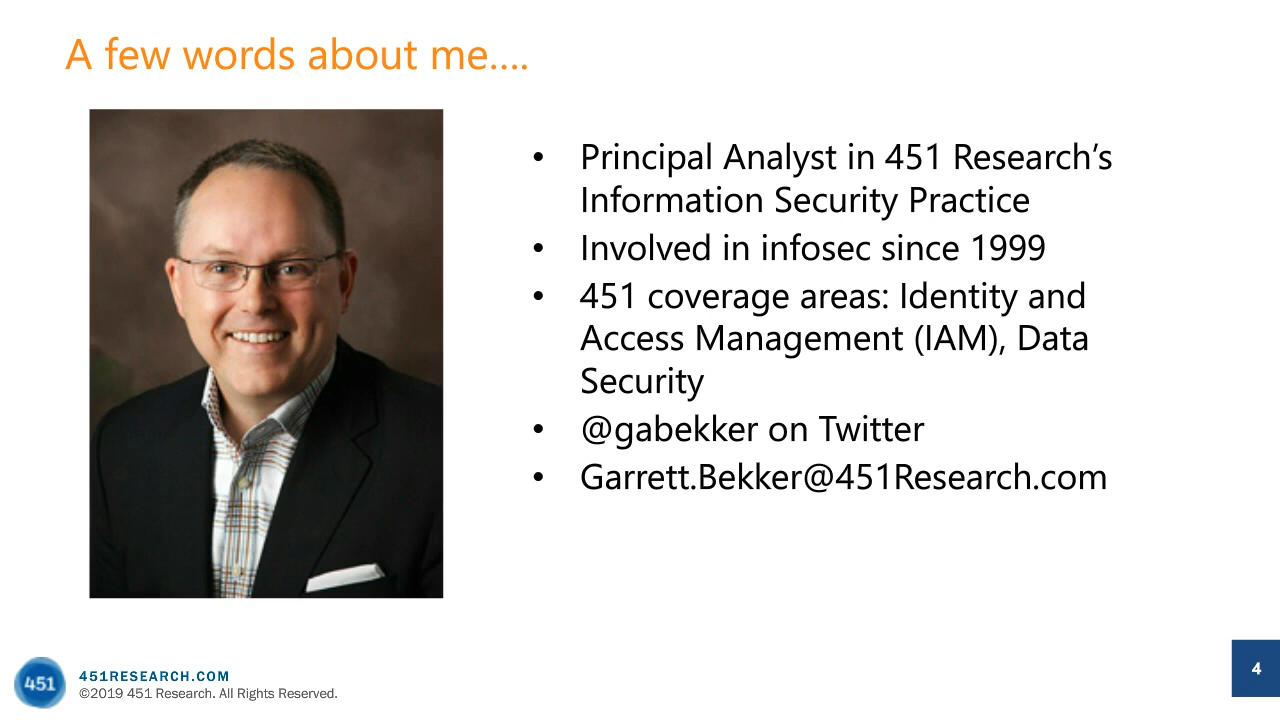 A few words about me....
• Principal Analyst in 451 Research’s
Information Security Practice
• Involved in infosec since 1999
• 451 coverage areas: Identity and
Access Management (IAM), Data
Security
• @gabekker on Twitter
• Garrett.Bekker@451Research.com
451
451RESEARCH.COM
©2019 451 Research. All Rights Reserved.
4